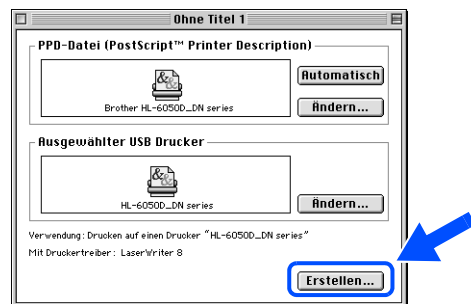 Ohne Titel 1
PPD-Datei (PostScript™ Printer Description)
Automatisch
Brother HL-6050D_DN series
Ändern...
Ausgewählter USB Drucker
HL-6050D_DN series
Ändern...
Verwendung: Drucken auf einen Drucker “HL-6050D_DN series”
Mit Druckertreiber: LaserWriter 8
Erstellen...